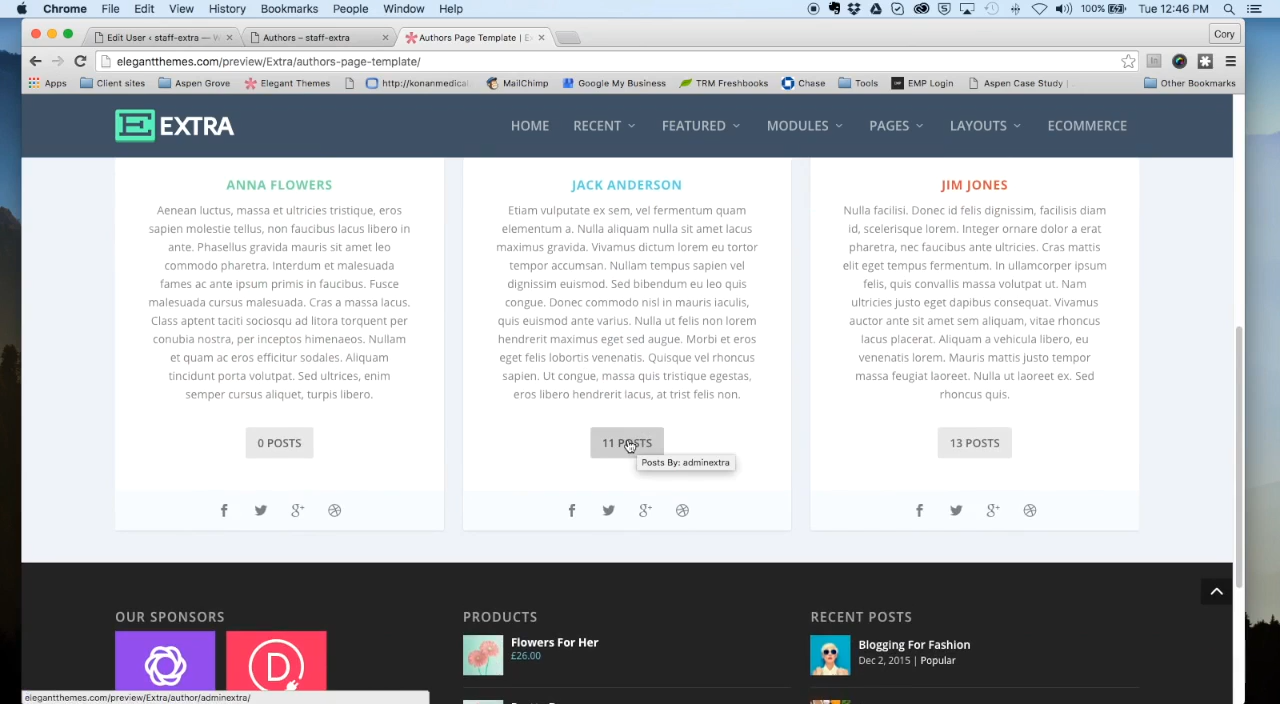 Chrome File Edit View History Bookmarks People Window Help
100% Tue 12:46 PM
Edit User ‹ staff-extra — W
Authors – staff-extra
Authors Page Template | E
Cory
elegantthemes.com/preview/Extra/authors-page-template/
Apps Client sites Aspen Grove Elegant Themes http://konanmedical MailChimp Google My Business TRM Freshbooks Chase Tools EMP Login Aspen Case Study | Other Bookmarks
E EXTRA
HOME RECENT FEATURED MODULES PAGES LAYOUTS ECOMMERCE
ANNA FLOWERS
Aenean luctus, massa et ultricies tristique, eros
sapien molestie tellus, non faucibus lacus libero in
ante. Phasellus gravida mauris sit amet leo
commodo pharetra. Interdum et malesuada
fames ac ante ipsum primis in faucibus. Fusce
malesuada cursus malesuada. Cras a massa lacus.
Class aptent taciti sociosqu ad litora torquent per
conubia nostra, per inceptos himenaeos. Nullam
et quam ac eros efficitur sodales. Aliquam
tincidunt porta volutpat. Sed ultrices, enim
semper cursus aliquet, turpis libero.
0 POSTS
JACK ANDERSON
Etiam vulputate ex sem, vel fermentum quam
elementum a. Nulla aliquam nulla sit amet lacus
maximus gravida. Vivamus dictum lorem eu tortor
tempor accumsan. Nullam tempus sapien vel
dignissim euismod. Sed bibendum eu leo quis
congue. Donec commodo nisl in mauris iaculis,
quis euismod ante varius. Nulla ut felis non lorem
hendrerit maximus eget sed augue. Morbi et eros
eget felis lobortis venenatis. Quisque vel rhoncus
sapien. Ut congue, massa quis tristique egestas,
eros libero hendrerit lacus, at trist felis non.
11 POSTS
Posts By: adminextra
JIM JONES
Nulla facilisi. Donec id felis dignissim, facilisis diam
id, scelerisque lorem. Integer ornare dolor a erat
pharetra, nec faucibus ante ultricies. Cras mattis
elit eget tempus fermentum. In ullamcorper ipsum
felis, quis convallis massa volutpat ut. Nam
ultricies justo eget dapibus consequat. Vivamus
auctor ante sit amet sem aliquam, vitae rhoncus
lacus placerat. Aliquam a vehicula libero, eu
venenatis lorem. Mauris mattis justo tempor
massa feugiat laoreet. Nulla ut laoreet ex. Sed
rhoncus quis.
13 POSTS
OUR SPONSORS
D
PRODUCTS
Flowers For Her
£26.00
RECENT POSTS
Blogging For Fashion
Dec 2, 2015 | Popular
elegantthemes.com/preview/Extra/author/adminextra/